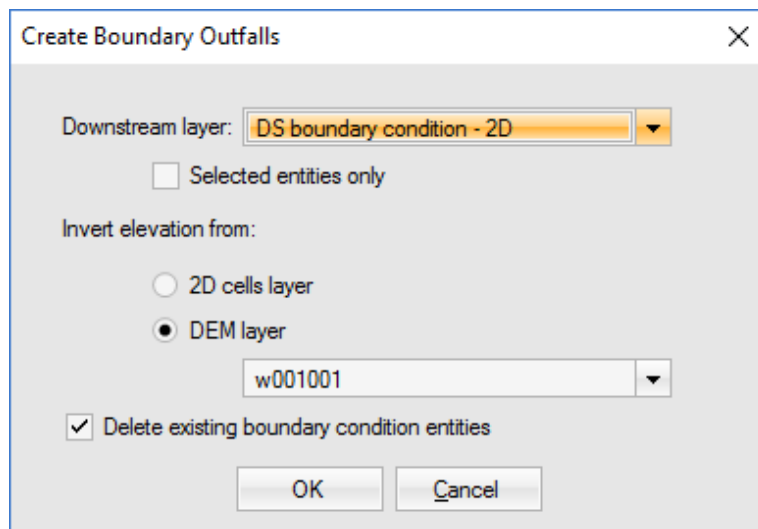 Create Boundary Outfalls
Downstream layer: DS boundary condition - 2D
Selected entities only
Invert elevation from:
2D cells layer
DEM layer
w001001
Delete existing boundary condition entities
OK Cancel